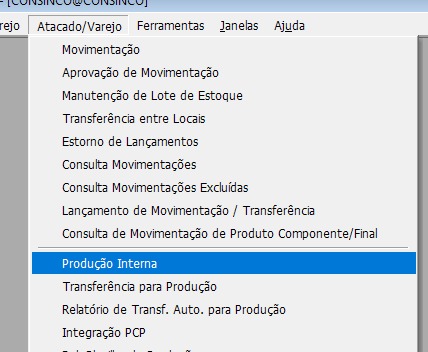 - [CONSINCO@CONSINCO]
rejo Atacado/Varejo Ferramentas Janelas Ajuda
Movimentação
Aprovação de Movimentação
Manutenção de Lote de Estoque
Transferência entre Locais
Estorno de Lançamentos
Consulta Movimentações
Consulta Movimentações Excluídas
Lançamento de Movimentação / Transferência
Consulta de Movimentação de Produto Componente/Final
Produção Interna
Transferência para Produção
Relatório de Transf. Auto. para Produção
Integração PCP